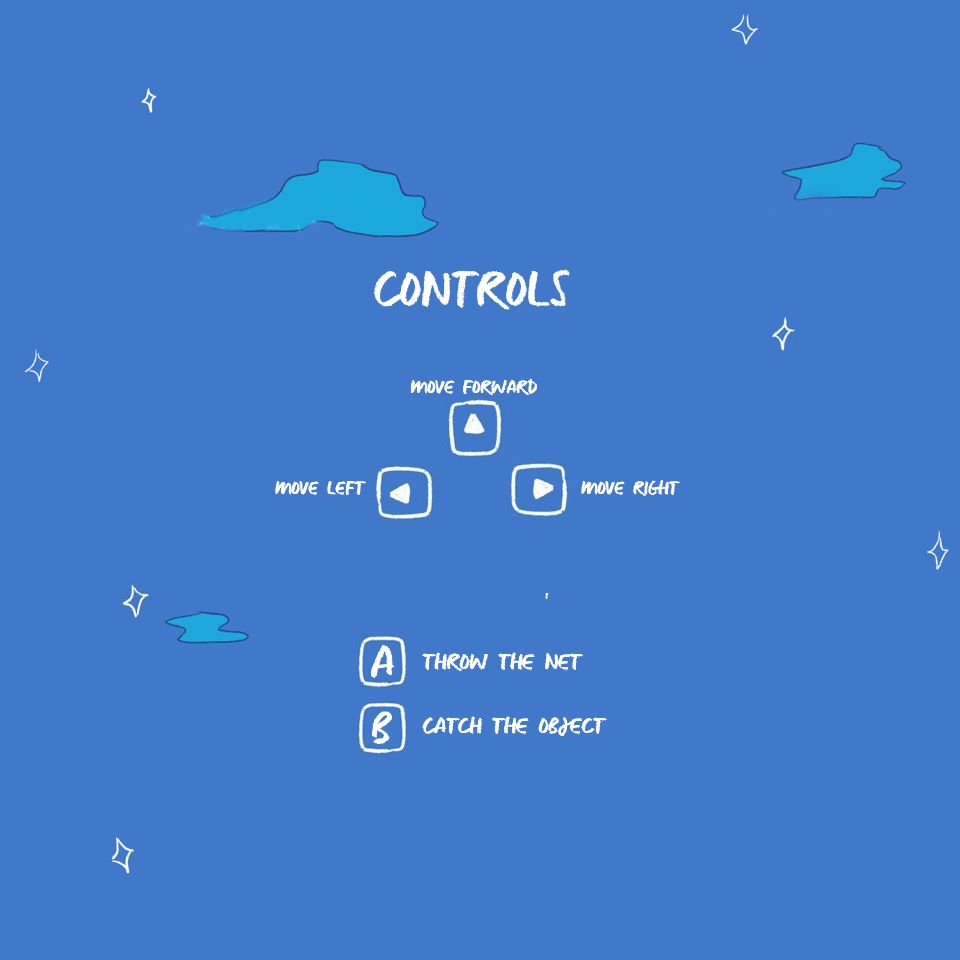 CONTROLS
MOVE FORWARD
MOVE LEFT
MOVE RIGHT
A THROW THE NET
B CATCH THE OBJECT